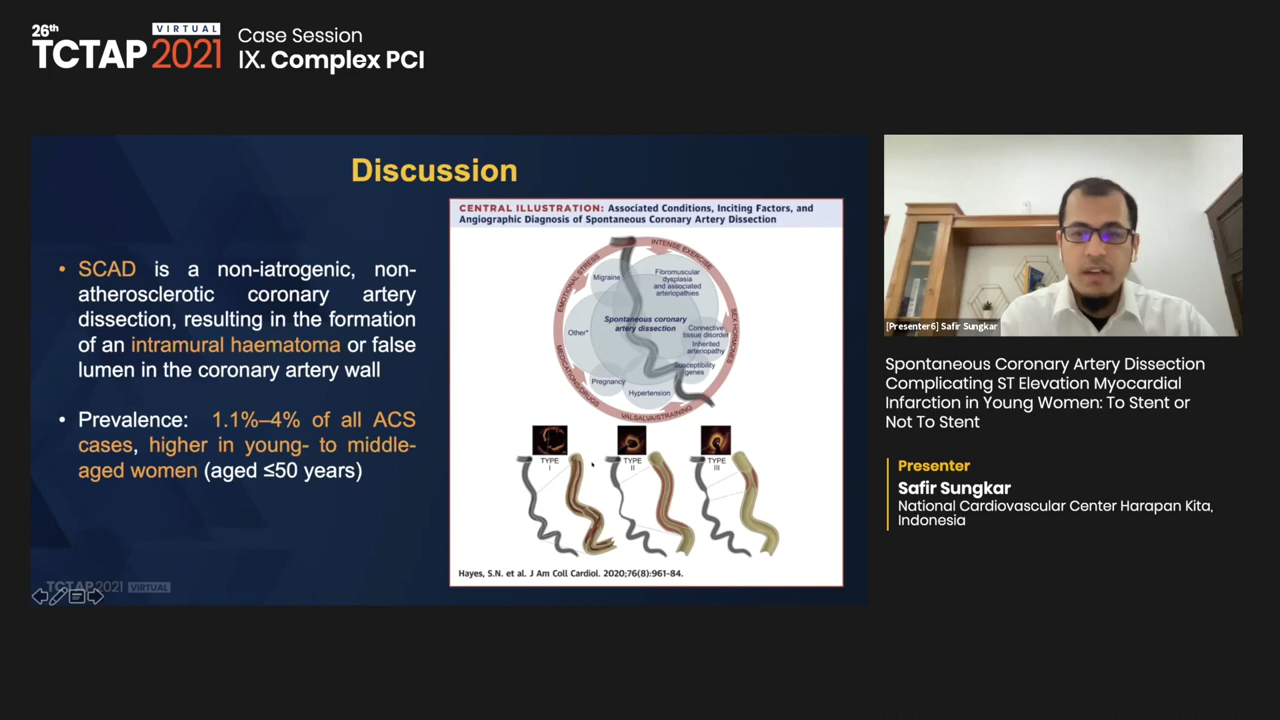 26th
VIRTUAL
TCTAP 2021
Case Session
IX. Complex PCI
Discussion
• SCAD is a non-iatrogenic, non-
atherosclerotic coronary artery
dissection, resulting in the formation
of an intramural haematoma or false
lumen in the coronary artery wall
• Prevalence: 1.1%–4% of all ACS
cases, higher in young- to middle-
aged women (aged ≤50 years)
CENTRAL ILLUSTRATION: Associated Conditions, Inciting Factors, and
Angiographic Diagnosis of Spontaneous Coronary Artery Dissection
EMOTIONAL STRESS
INTENSE EXERCISE
SEX HORMONES
VALSALVA/STRAINING
MEDICATIONS/DRUGS
Migraine
Fibromuscular
dysplasia
and associated
arteriopathies
Spontaneous coronary
artery dissection
Other*
Connective
tissue disorder
Inherited
arteriopathy
Susceptibility
genes
Pregnancy
Hypertension
TYPE
I
TYPE
II
TYPE
III
Hayes, S.N. et al. J Am Coll Cardiol. 2020;76(8):961-84.
TCTAP 2021 VIRTUAL
[Presenter6] Safir Sungkar
Spontaneous Coronary Artery Dissection
Complicating ST Elevation Myocardial
Infarction in Young Women: To Stent or
Not To Stent
Presenter
Safir Sungkar
National Cardiovascular Center Harapan Kita,
Indonesia